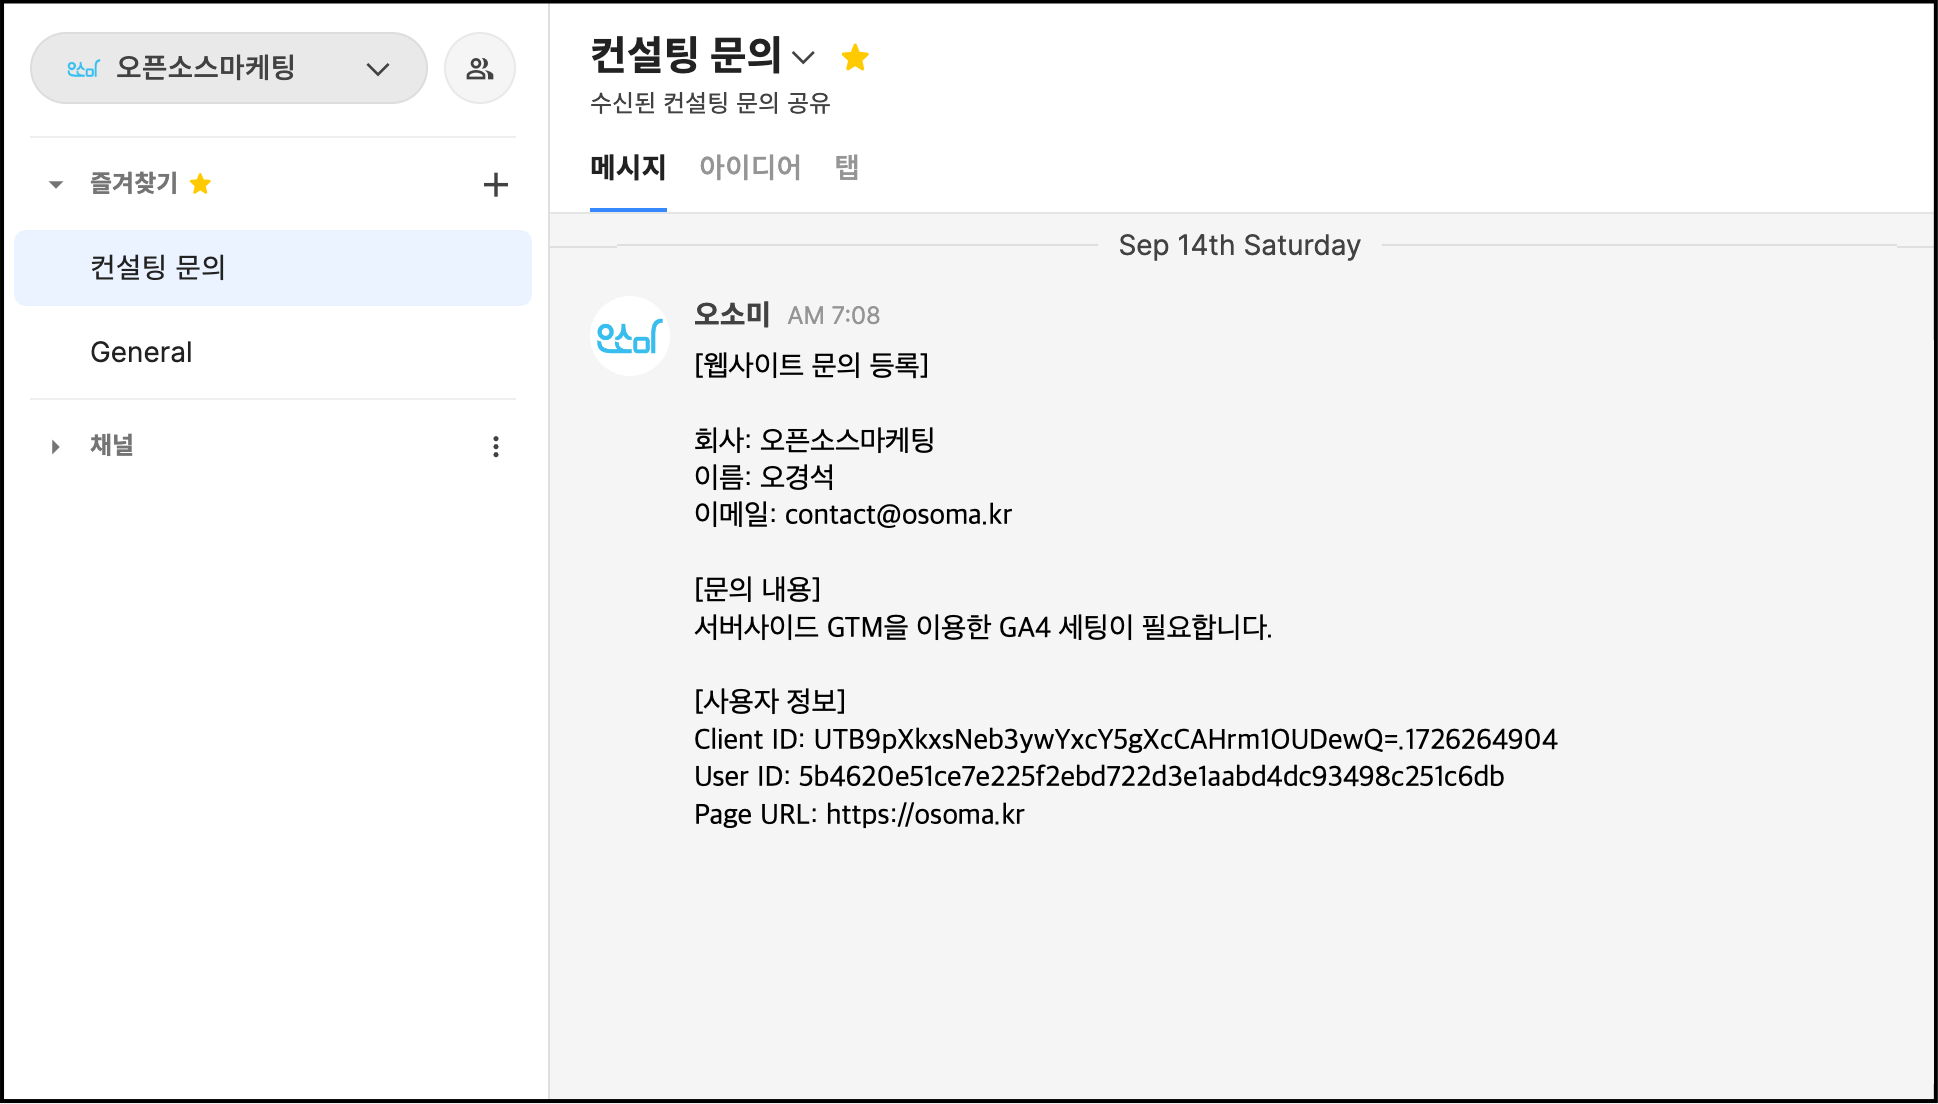 오소미 오픈소스마케팅
즐겨찾기
컨설팅 문의
General
채널
컨설팅 문의
수신된 컨설팅 문의 공유
메시지 아이디어 탭
Sep 14th Saturday
오소미
오소미 AM 7:08
[웹사이트 문의 등록]
회사: 오픈소스마케팅
이름: 오경석
이메일: contact@osoma.kr
[문의 내용]
서버사이드 GTM을 이용한 GA4 세팅이 필요합니다.
[사용자 정보]
Client ID: UTB9pXkxsNeb3ywYxcY5gXcCAHrm1OUDewQ=.1726264904
User ID: 5b4620e51ce7e225f2ebd722d3e1aabd4dc93498c251c6db
Page URL: https://osoma.kr